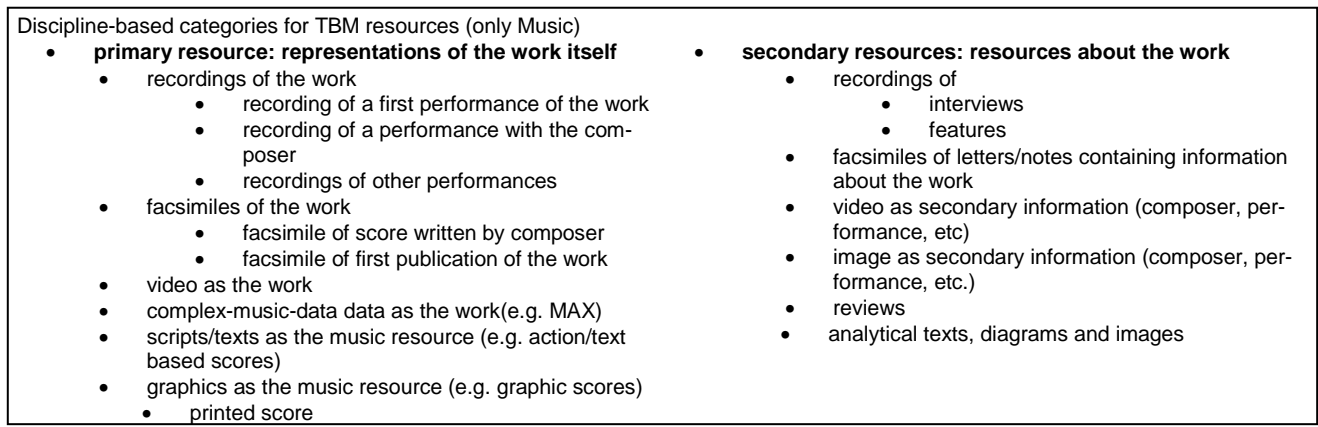 Discipline-based categories for TBM resources (only Music)
• primary resource: representations of the work itself
• recordings of the work
• recording of a first performance of the work
• recording of a performance with the com-
poser
• recordings of other performances
• facsimiles of the work
• facsimile of score written by composer
• facsimile of first publication of the work
• video as the work
• complex-music-data data as the work(e.g. MAX)
• scripts/texts as the music resource (e.g. action/text
based scores)
• graphics as the music resource (e.g. graphic scores)
• printed score
• secondary resources: resources about the work
• recordings of
• interviews
• features
• facsimiles of letters/notes containing information
about the work
• video as secondary information (composer, per-
formance, etc)
• image as secondary information (composer, per-
formance, etc.)
• reviews
• analytical texts, diagrams and images